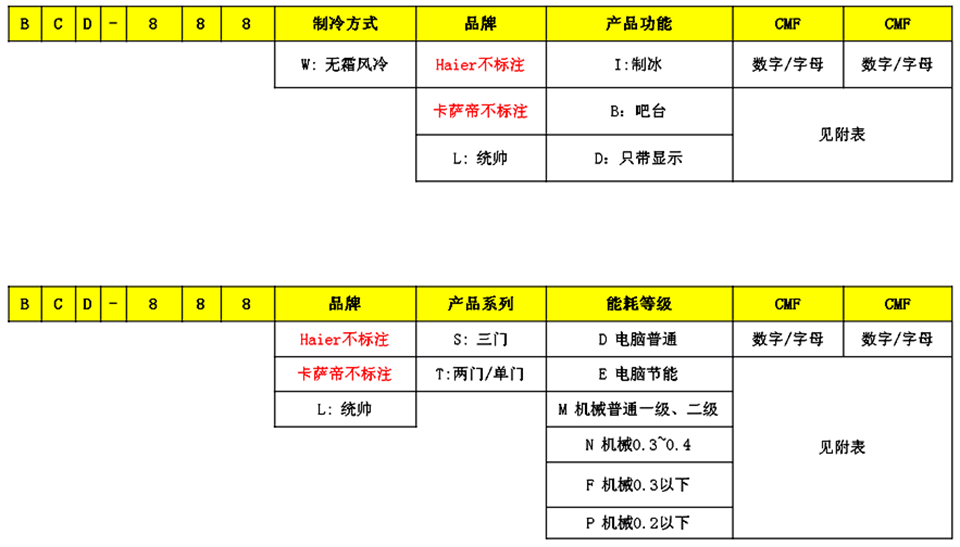 B C D - 8 8 8 制冷方式 品牌 产品功能 CMF CMF
W: 无霜风冷 Haier不标注 I:制冰 数字/字母 数字/字母
卡萨帝不标注 B: 吧台
见附表
L: 统帅 D: 只带显示
B C D - 8 8 8 品牌 产品系列 能耗等级 CMF CMF
Haier不标注 S: 三门 D 电脑普通 数字/字母 数字/字母
卡萨帝不标注 T:两门/单门 E 电脑节能
L: 统帅 M 机械普通一级、二级
N 机械0.3~0.4
见附表
F 机械0.3以下
P 机械0.2以下